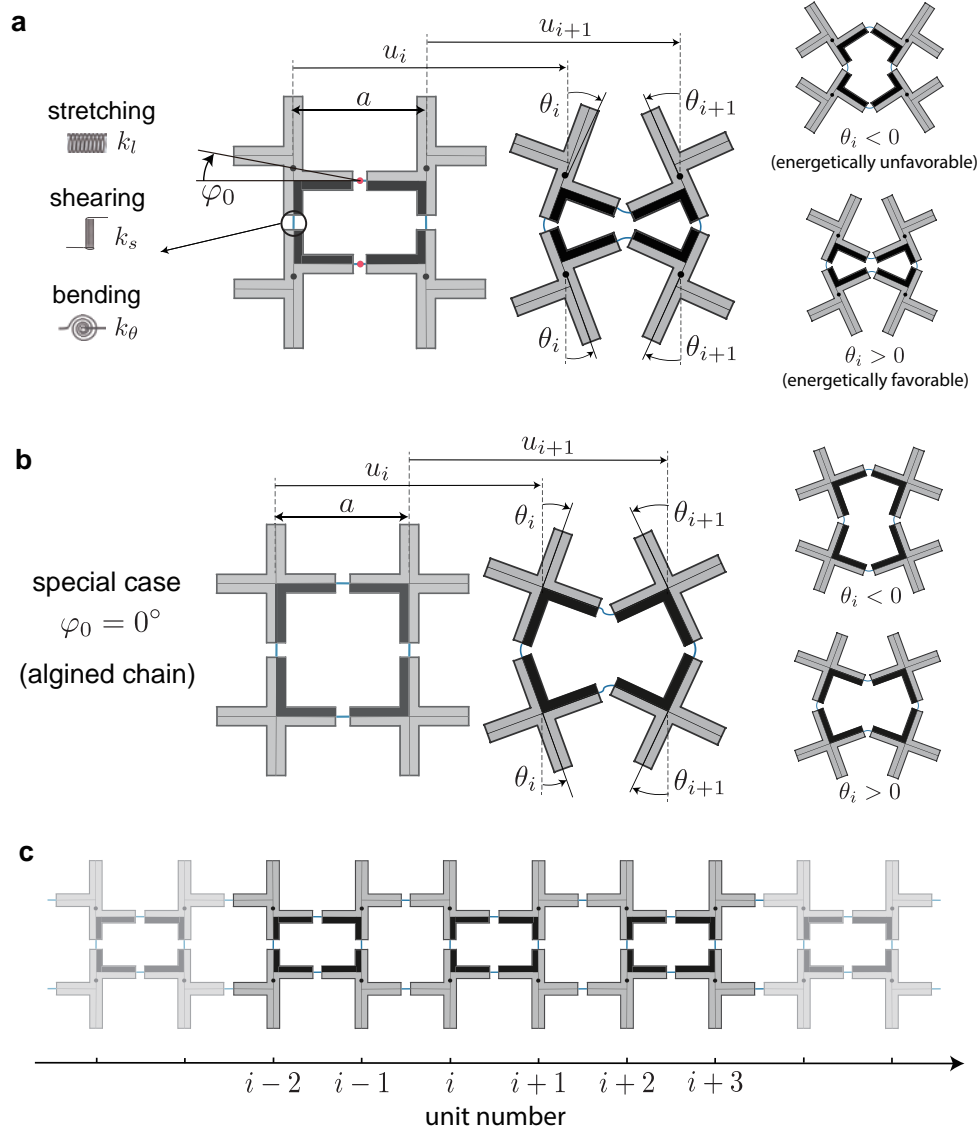 a
u_i
u_{i+1}
a
θ_i
θ_{i+1}
stretching
k_l
φ_0
shearing
k_s
bending
k_θ
θ_i
θ_{i+1}
θ_i < 0
(energetically unfavorable)
θ_i > 0
(energetically favorable)
b
u_i
u_{i+1}
a
θ_i
θ_{i+1}
special case
φ_0 = 0°
(algined chain)
θ_i
θ_{i+1}
θ_i < 0
θ_i > 0
c
i − 2 i − 1 i i + 1 i + 2 i + 3
unit number